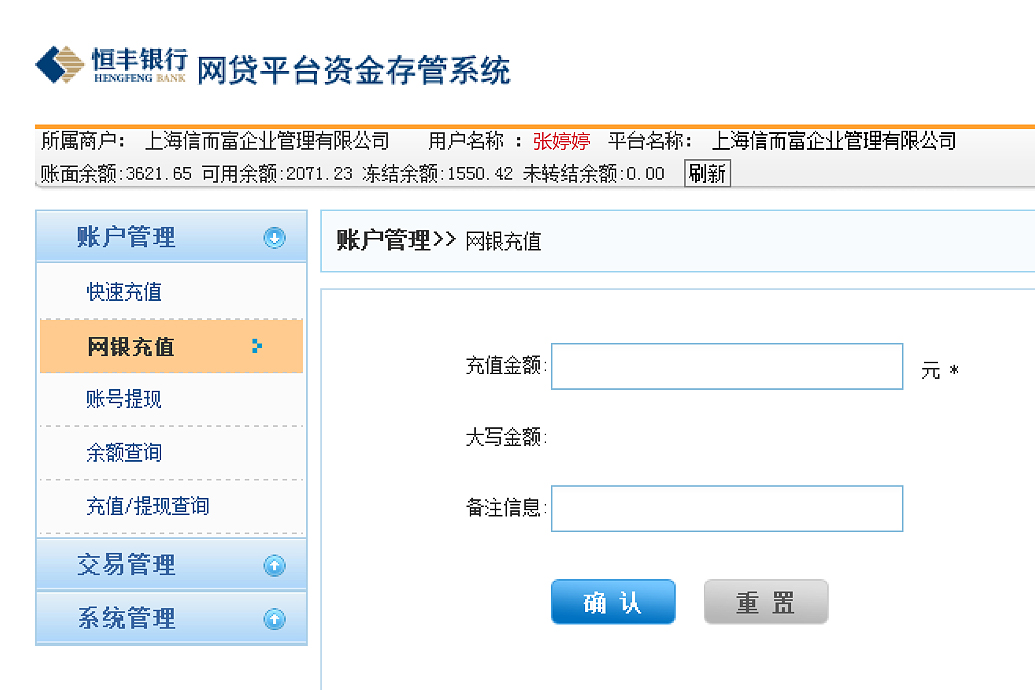 恒丰银行 网贷平台资金存管系统
HENGFENG BANK
所属商户： 上海信而富企业管理有限公司 用户名称 ： 张婷婷 平台名称： 上海信而富企业管理有限公司
账面余额:3621.65 可用余额:2071.23 冻结余额:1550.42 未转结余额:0.00 刷新
账户管理
快速充值
网银充值
账号提现
余额查询
充值/提现查询
交易管理
系统管理
账户管理>> 网银充值
充值金额: 元 *
大写金额:
备注信息:
确 认 重 置